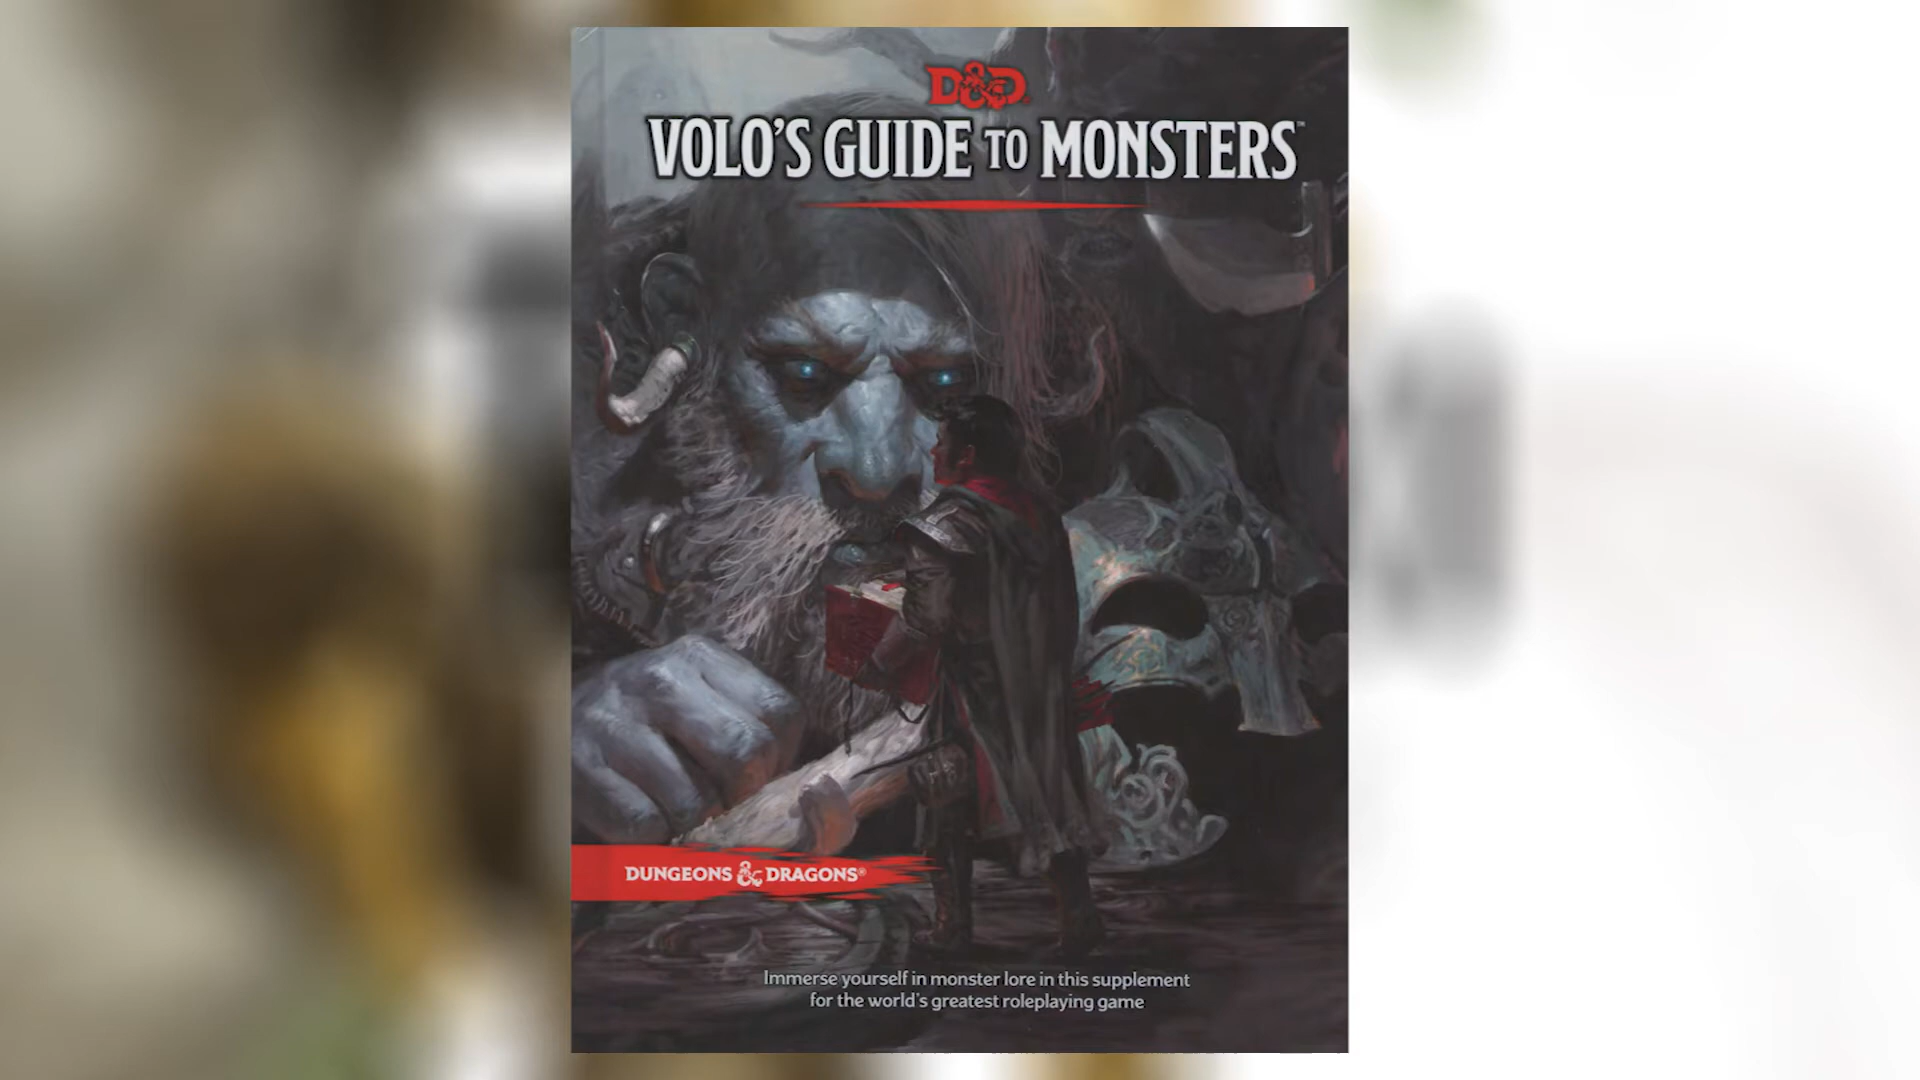 D&D®
VOLO'S GUIDE TO MONSTERS™
DUNGEONS & DRAGONS®
Immerse yourself in monster lore in this supplement
for the world's greatest roleplaying game